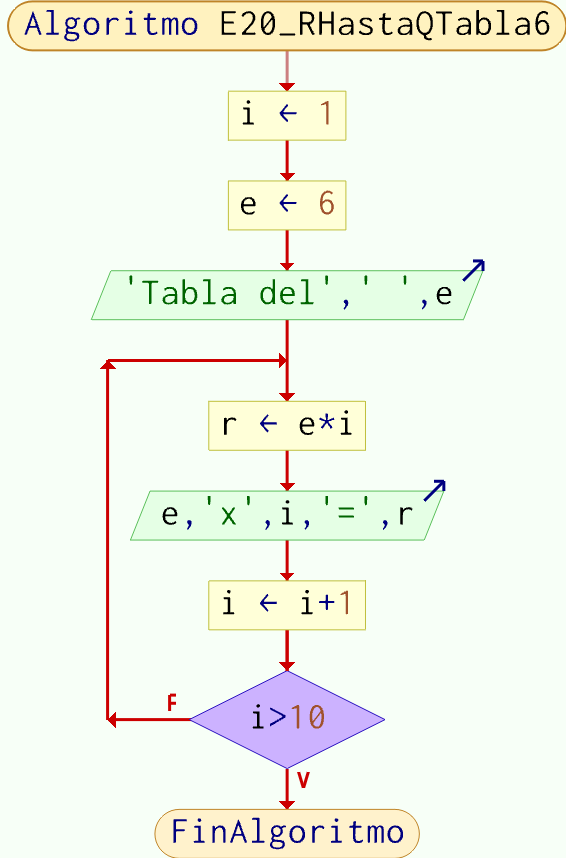 Algoritmo E20_RHastaQTabla6
i ← 1
e ← 6
'Tabla del',' ',e
r ← e*i
e,'x',i,'=',r
i ← i+1
i>10
F
V
FinAlgoritmo